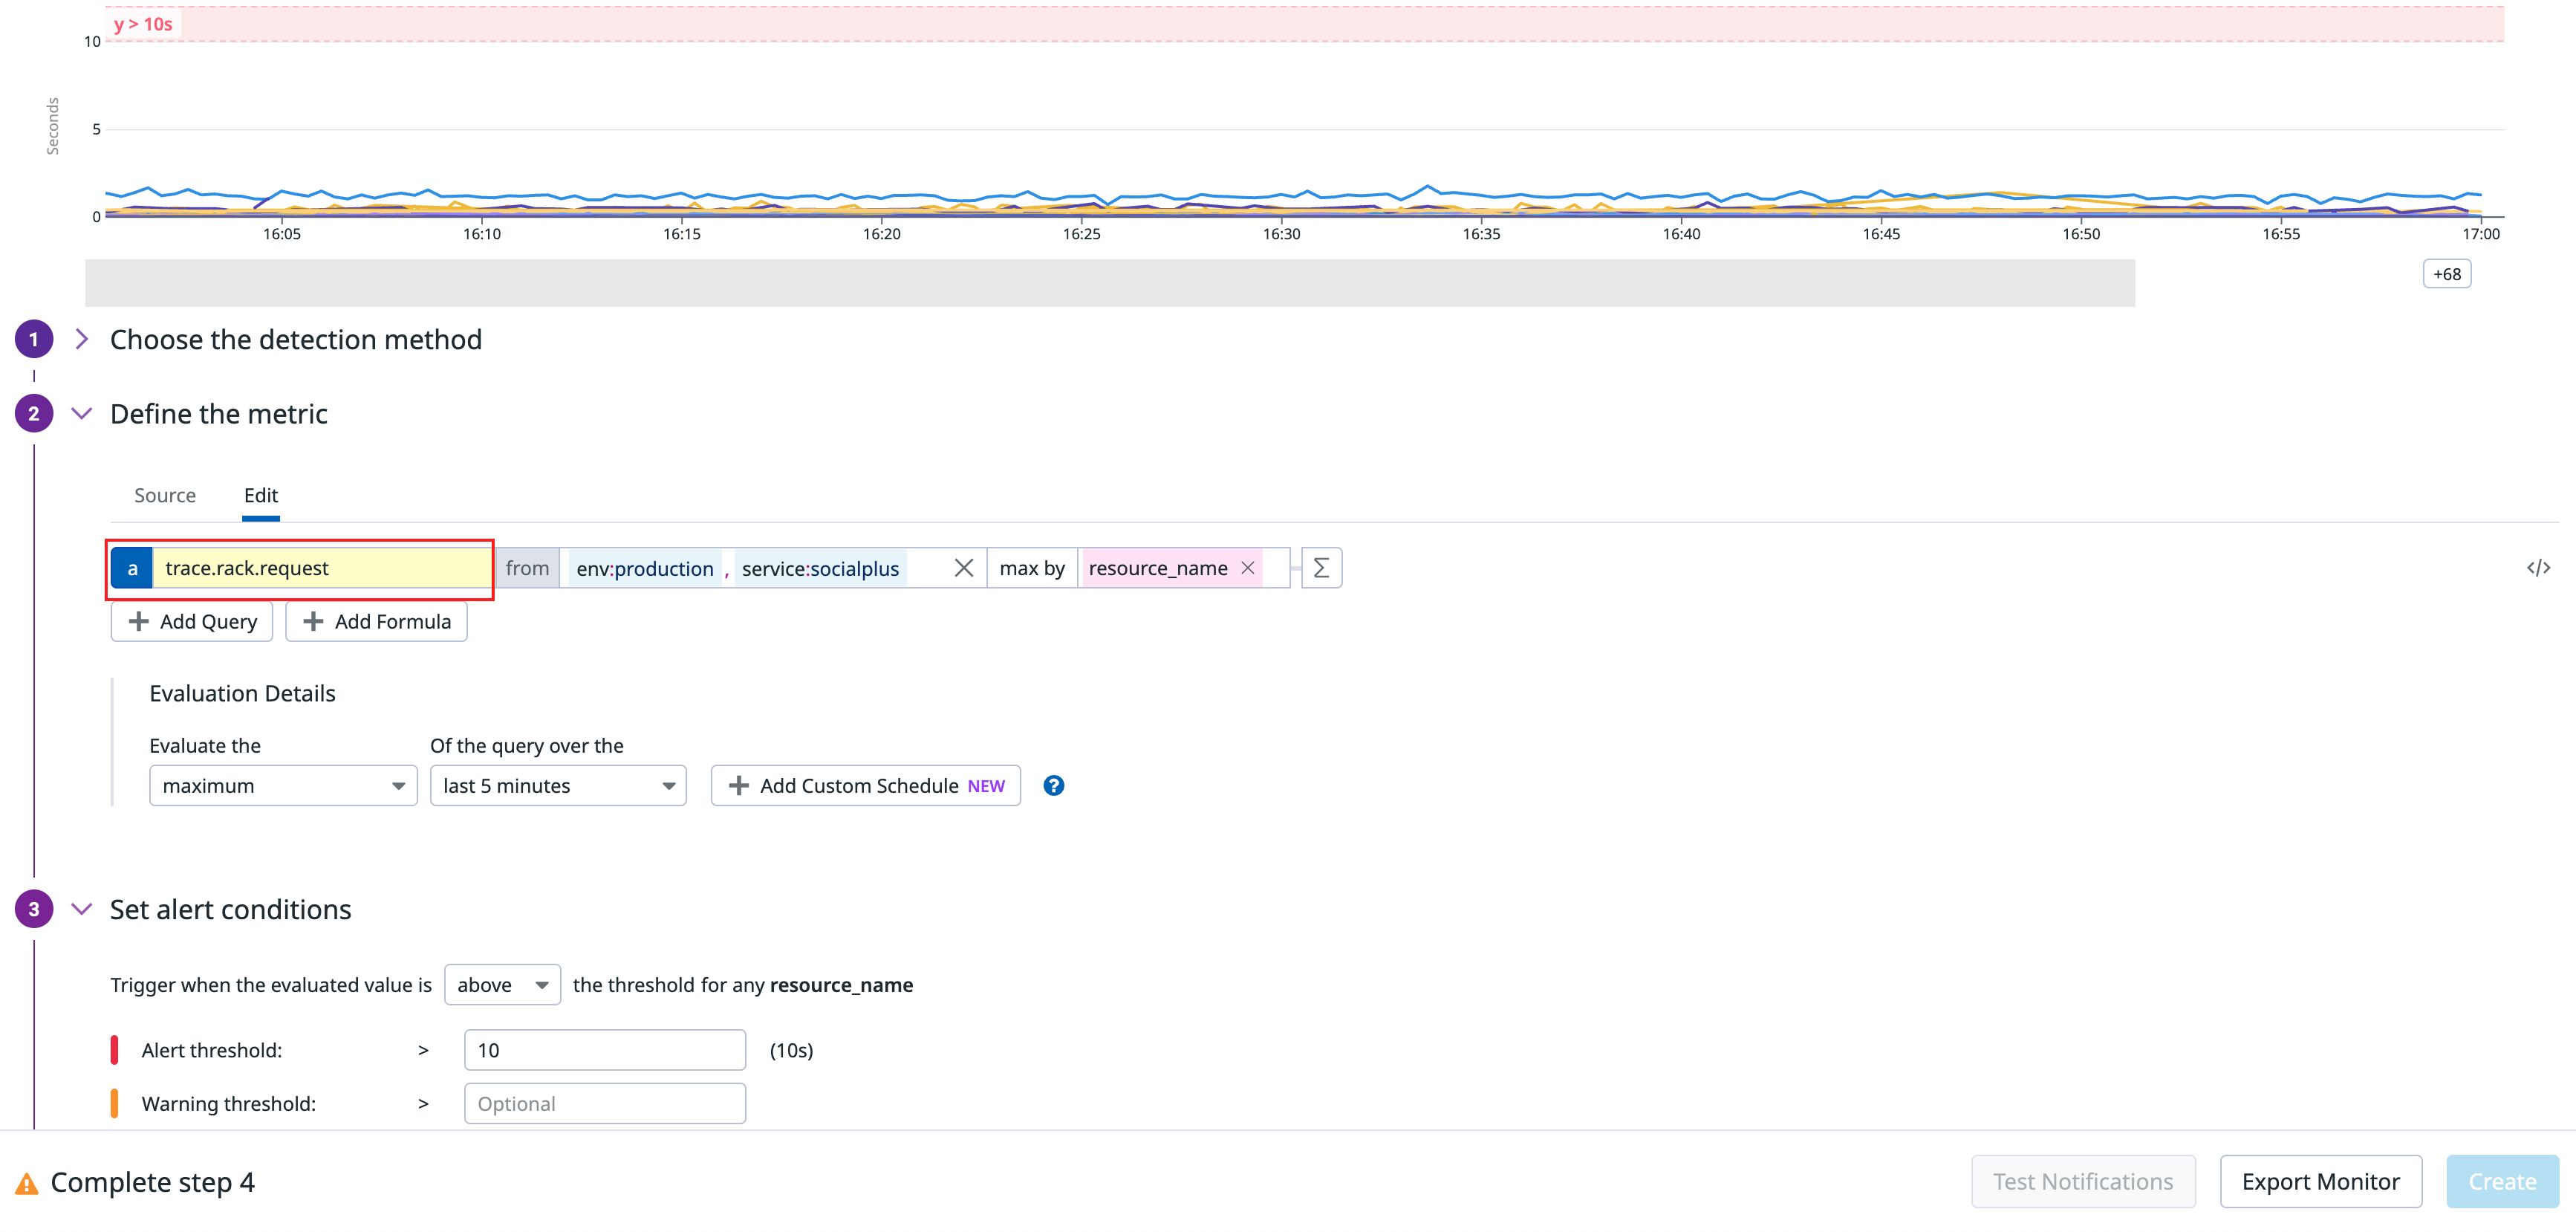 y > 10s
10
Seconds
5
0
16:05 16:10 16:15 16:20 16:25 16:30 16:35 16:40 16:45 16:50 16:55 17:00
+68
1 Choose the detection method
2 Define the metric
Source Edit
a trace.rack.request from env:production , service:socialplus max by resource_name Σ </>
Add Query Add Formula
Evaluation Details
Evaluate the Of the query over the
maximum last 5 minutes Add Custom Schedule NEW ?
3 Set alert conditions
Trigger when the evaluated value is above the threshold for any resource_name
Alert threshold: > 10 (10s)
Warning threshold: > Optional
Complete step 4 Test Notifications Export Monitor Create